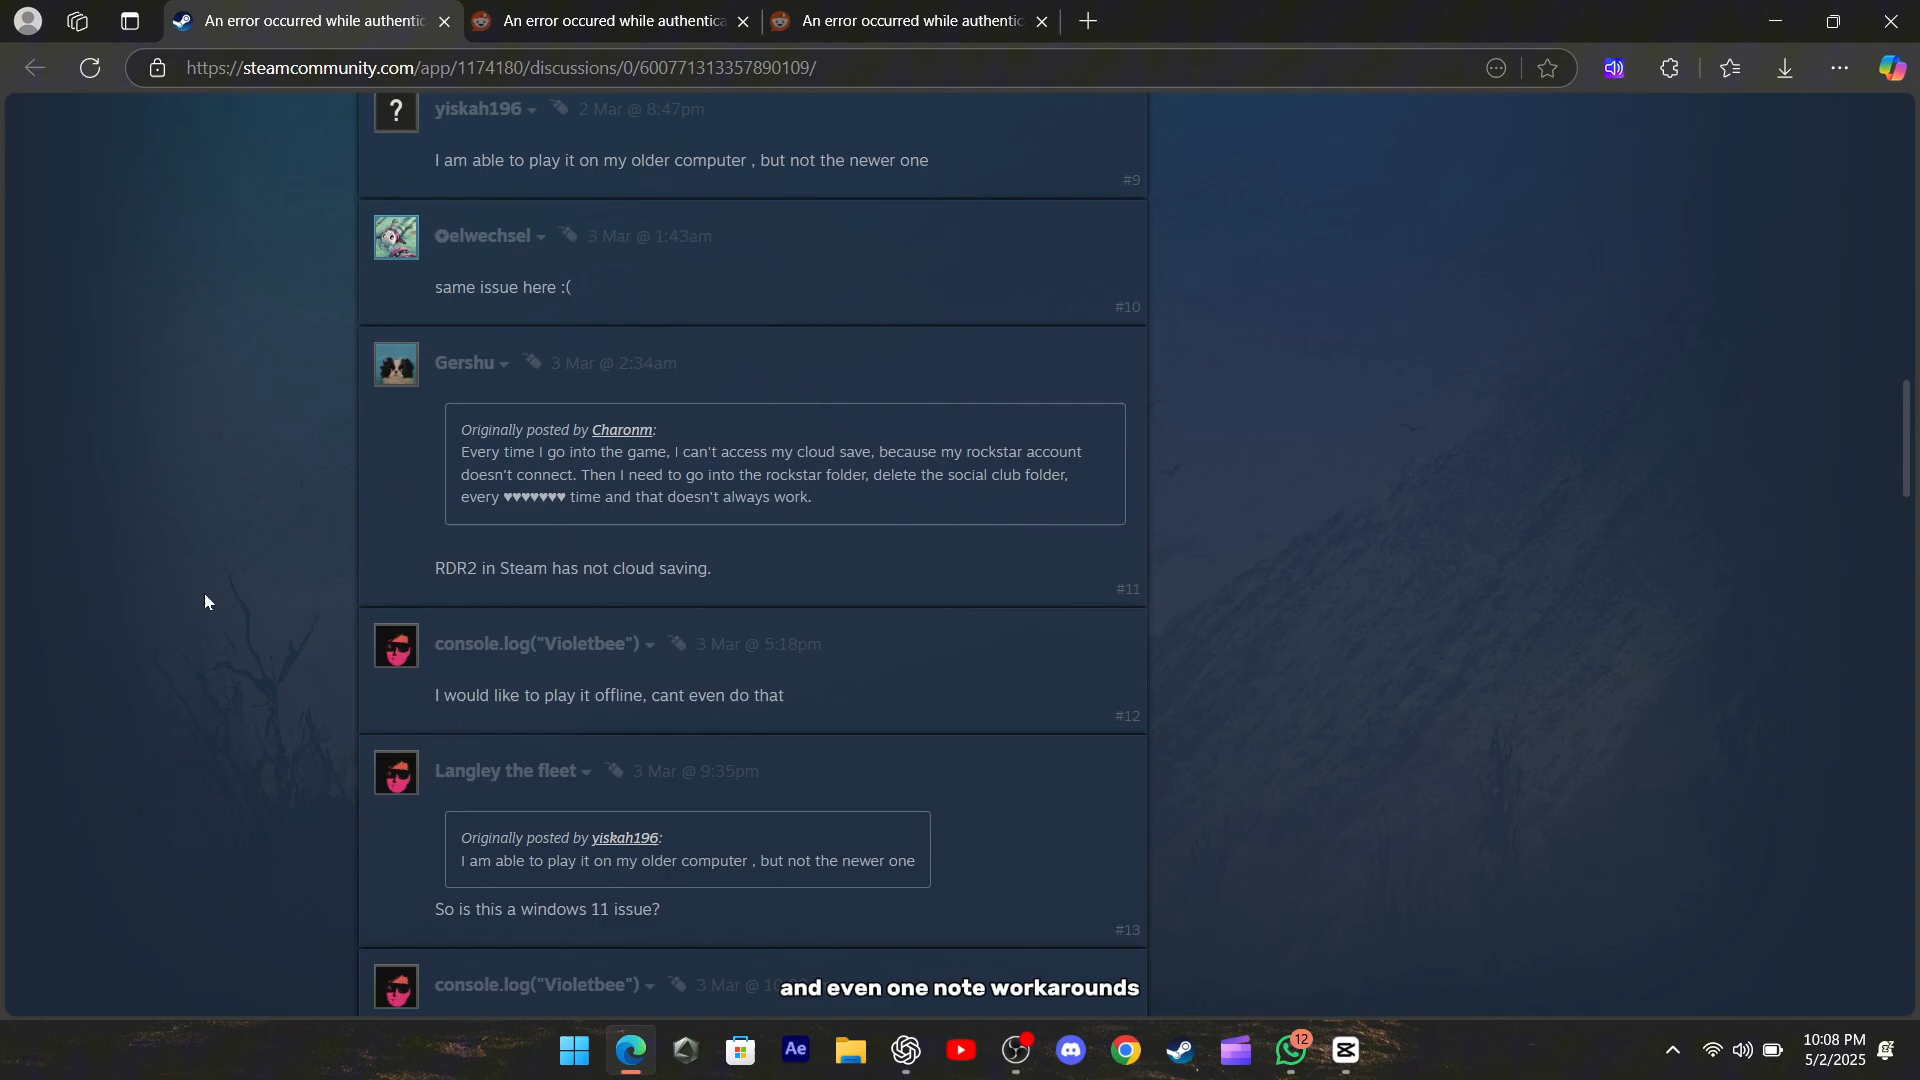 An error occurred while authentic
An error occured while authentica
An error occurred while authentic
https://steamcommunity.com/app/1174180/discussions/0/600771313357890109/
yiskah196
2 Mar @ 8:47pm
I am able to play it on my older computer , but not the newer one
#9
Oelwechsel
3 Mar @ 1:43am
same issue here :(
#10
Gershu
3 Mar @ 2:34am
Originally posted by Charonm:
Every time I go into the game, I can't access my cloud save, because my rockstar account
doesn't connect. Then I need to go into the rockstar folder, delete the social club folder,
every ♥♥♥♥♥♥♥ time and that doesn't always work.
RDR2 in Steam has not cloud saving.
#11
console.log("Violetbee")
3 Mar @ 5:18pm
I would like to play it offline, cant even do that
#12
Langley the fleet
3 Mar @ 9:35pm
Originally posted by yiskah196:
I am able to play it on my older computer , but not the newer one
So is this a windows 11 issue?
#13
console.log("Violetbee")
3 Mar @
and even one note workarounds
Ae
12
10:08 PM
5/2/2025